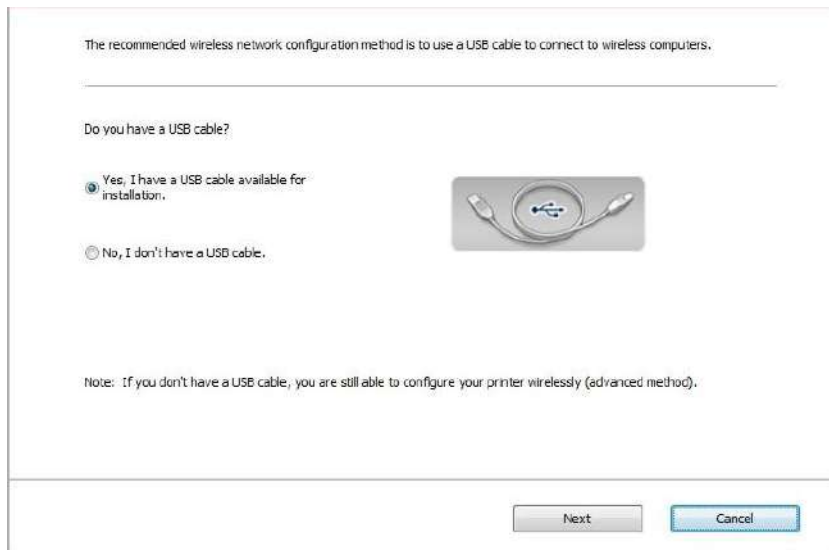 The recommended wireless network configuration method is to use a USB cable to connect to wireless computers.
Do you have a USB cable?
Yes, I have a USB cable available for
installation.
No, I don't have a USB cable.
Note: If you don't have a USB cable, you are still able to configure your printer wirelessly (advanced method).
Next
Cancel